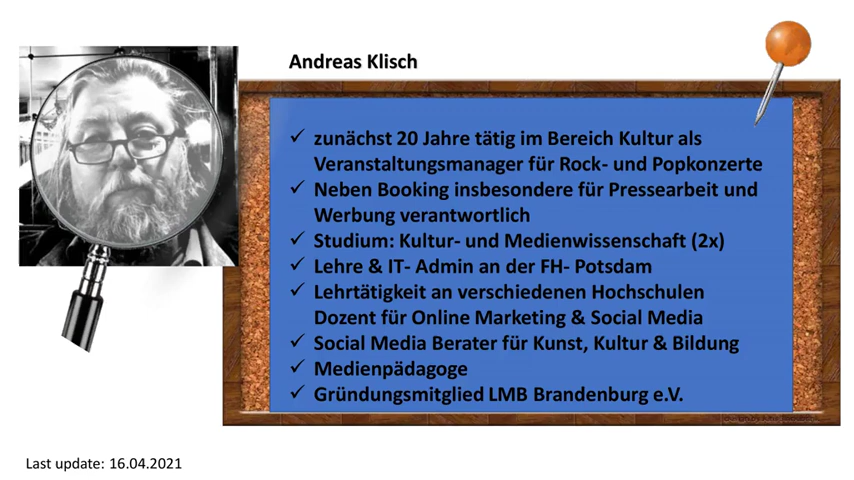 Andreas Klisch
✓ zunächst 20 Jahre tätig im Bereich Kultur als
Veranstaltungsmanager für Rock- und Popkonzerte
✓ Neben Booking insbesondere für Pressearbeit und
Werbung verantwortlich
✓ Studium: Kultur- und Medienwissenschaft (2x)
✓ Lehre & IT- Admin an der FH- Potsdam
✓ Lehrtätigkeit an verschiedenen Hochschulen
Dozent für Online Marketing & Social Media
✓ Social Media Berater für Kunst, Kultur & Bildung
✓ Medienpädagoge
✓ Gründungsmitglied LMB Brandenburg e.V.
Last update: 16.04.2021